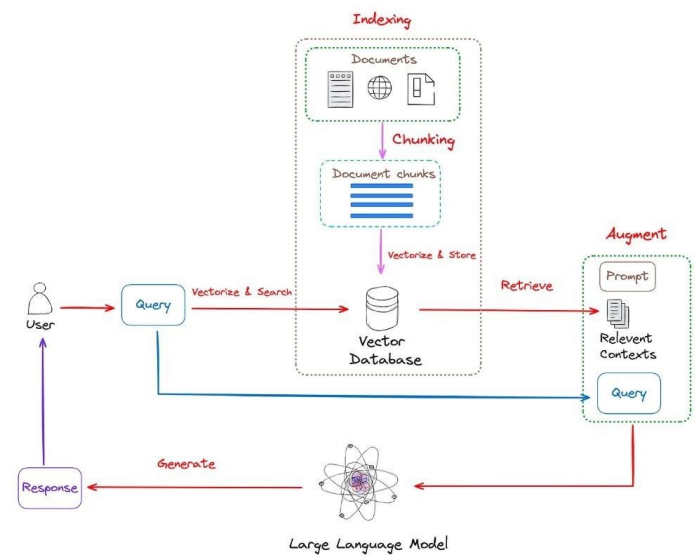 Indexing
Documents
Chunking
Document chunks
Vectorize & Store
Augment
Prompt
Retrieve
Relevent
Contexts
Query
User
Query
Vectorize & Search
Vector
Database
Generate
Response
Large Language Model